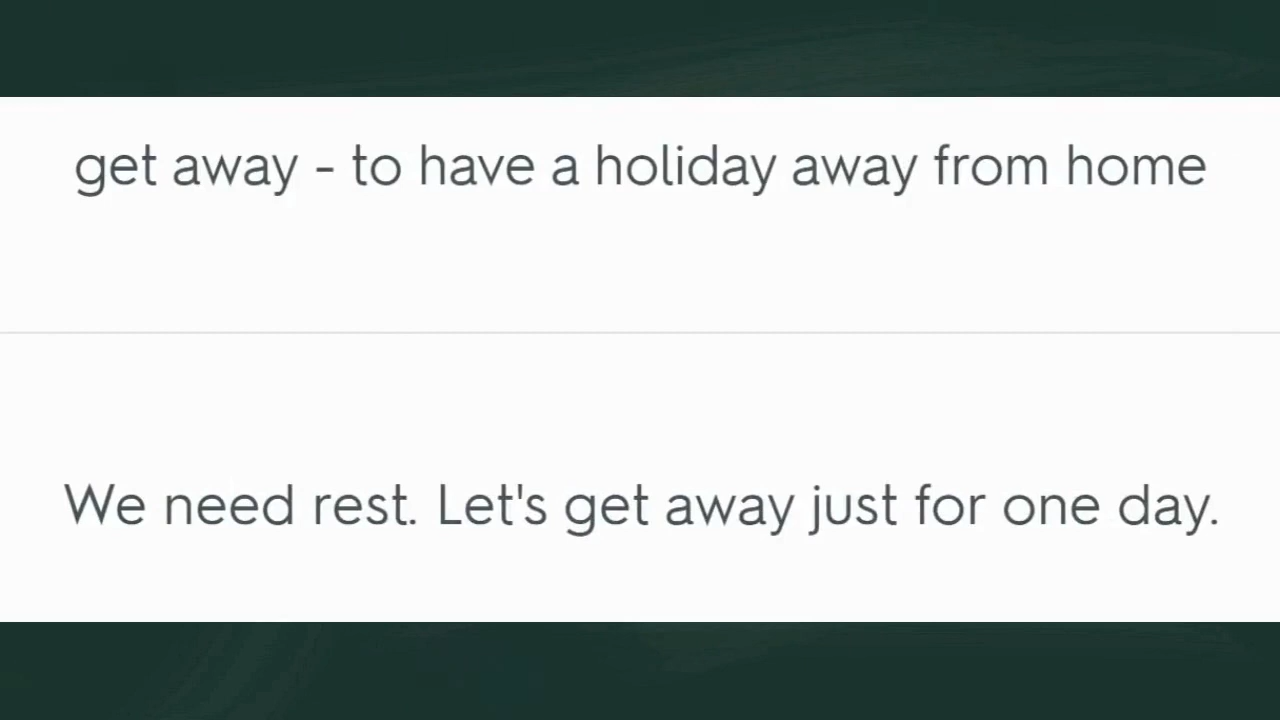 get away - to have a holiday away from home
We need rest. Let's get away just for one day.